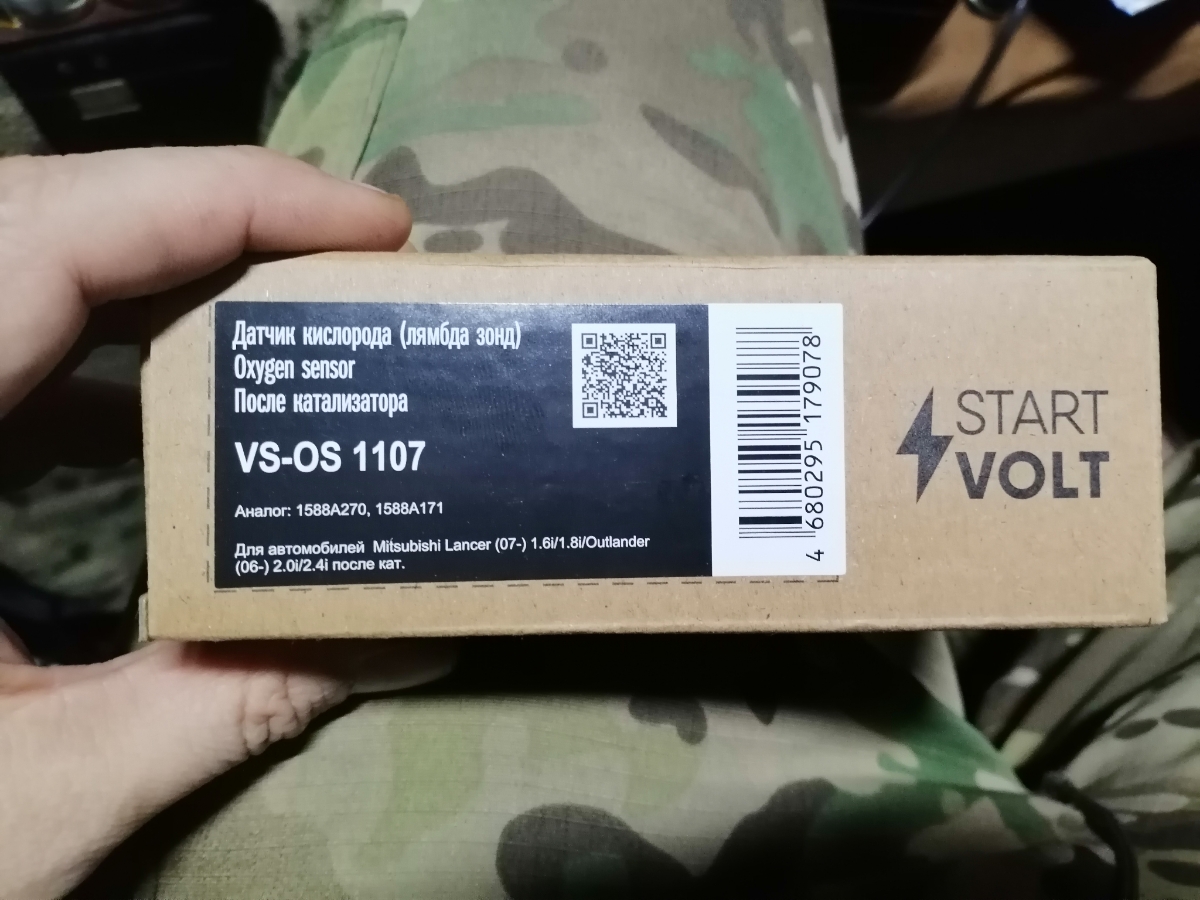 Датчик кислорода (лямбда зонд)
Oxygen sensor
После катализатора
VS-OS 1107
Аналог: 1588A270, 1588A171
Для автомобилей Mitsubishi Lancer (07-) 1.6i/1.8i/Outlander
(06-) 2.0i/2.4i после кат.
4 680295 179078
START
VOLT